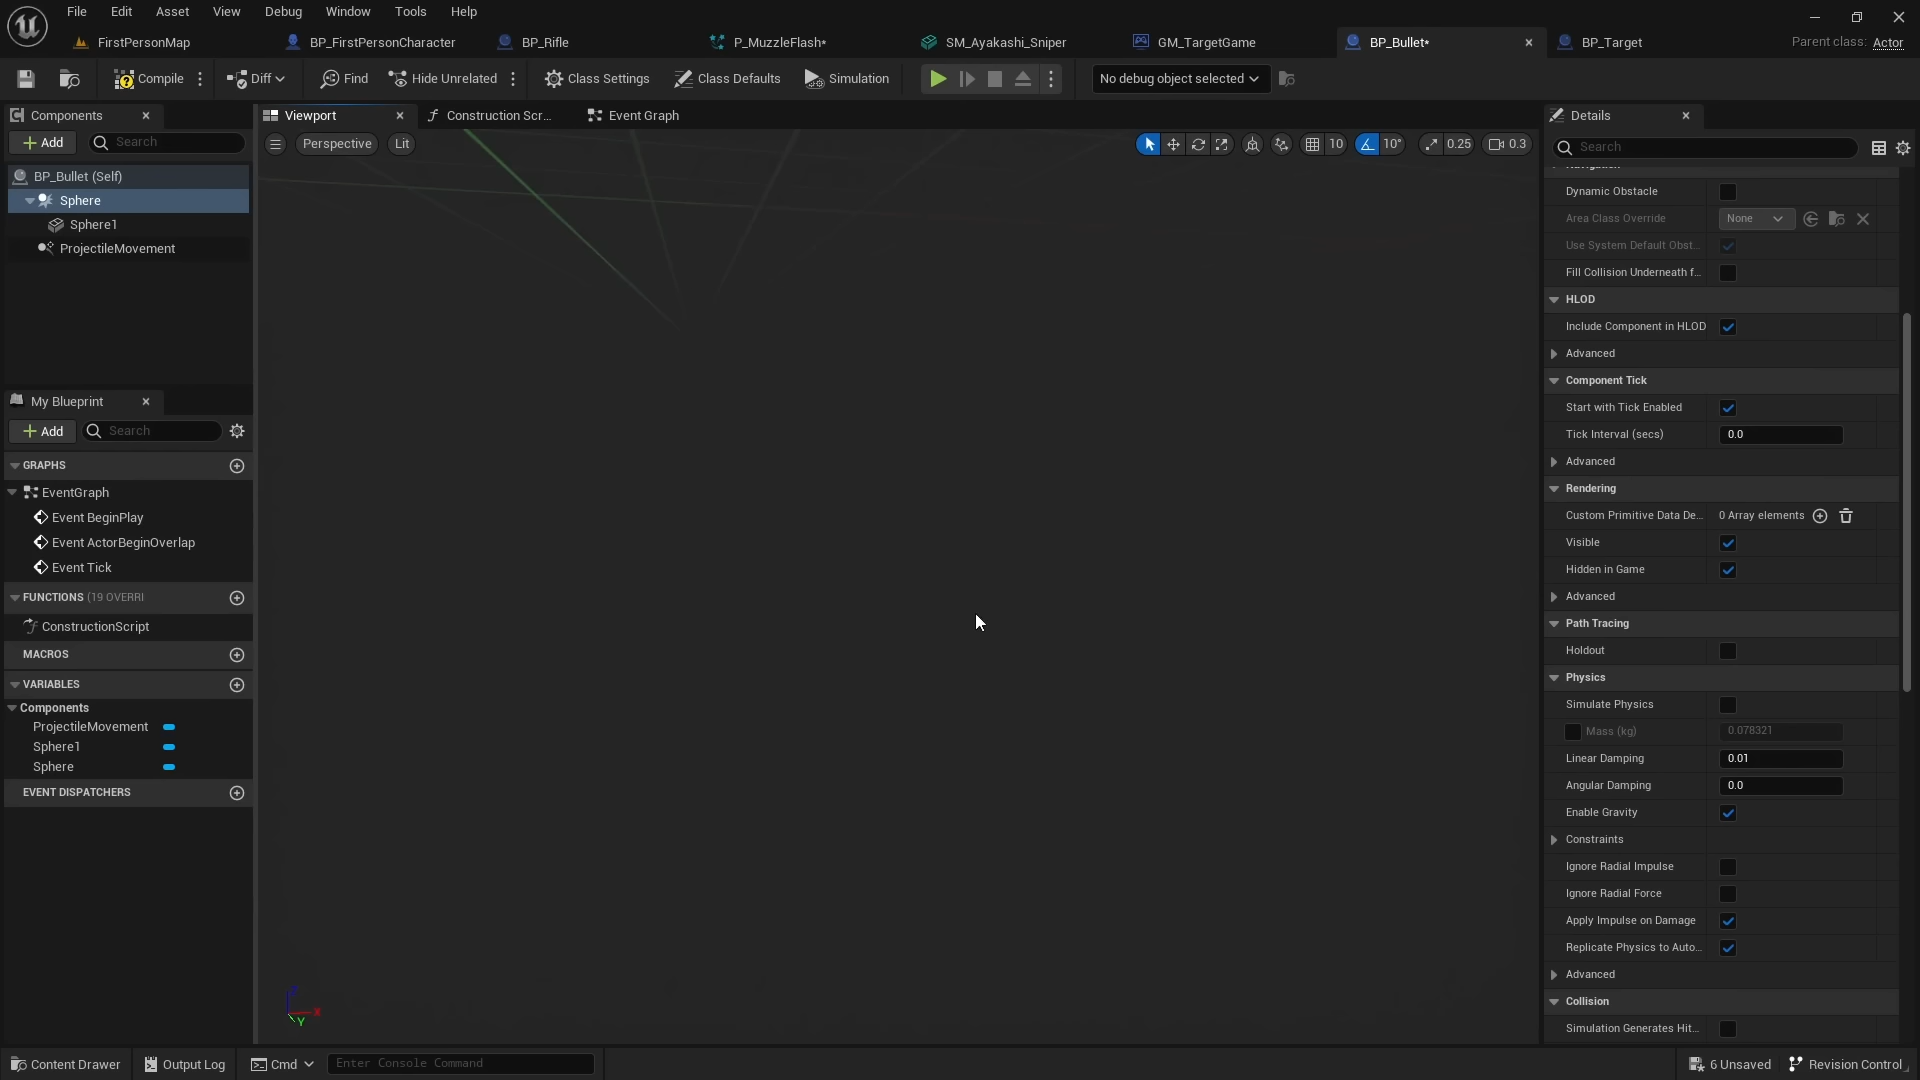 File Edit Asset View Debug Window Tools Help
FirstPersonMap BP_FirstPersonCharacter BP_Rifle P_MuzzleFlash* SM_Ayakashi_Sniper GM_TargetGame BP_Bullet* BP_Target Parent class: Actor
Compile Diff Find Hide Unrelated Class Settings Class Defaults Simulation No debug object selected
Components
Add Search
BP_Bullet (Self)
Sphere
Sphere1
ProjectileMovement
My Blueprint
Add Search
GRAPHS
EventGraph
Event BeginPlay
Event ActorBeginOverlap
Event Tick
FUNCTIONS (19 OVERRI
ConstructionScript
MACROS
VARIABLES
Components
ProjectileMovement
Sphere1
Sphere
EVENT DISPATCHERS
Viewport Construction Scr... Event Graph
Perspective Lit 10 10° 0.25 0.3
X
Y
Details
Search
Dynamic Obstacle
Area Class Override None
Use System Default Obst...
Fill Collision Underneath f...
HLOD
Include Component in HLOD
Advanced
Component Tick
Start with Tick Enabled
Tick Interval (secs) 0.0
Advanced
Rendering
Custom Primitive Data De... 0 Array elements
Visible
Hidden in Game
Advanced
Path Tracing
Holdout
Physics
Simulate Physics
Mass (kg) 0.078321
Linear Damping 0.01
Angular Damping 0.0
Enable Gravity
Constraints
Ignore Radial Impulse
Ignore Radial Force
Apply Impulse on Damage
Replicate Physics to Auto...
Advanced
Collision
Simulation Generates Hit...
Content Drawer Output Log Cmd Enter Console Command 6 Unsaved Revision Control